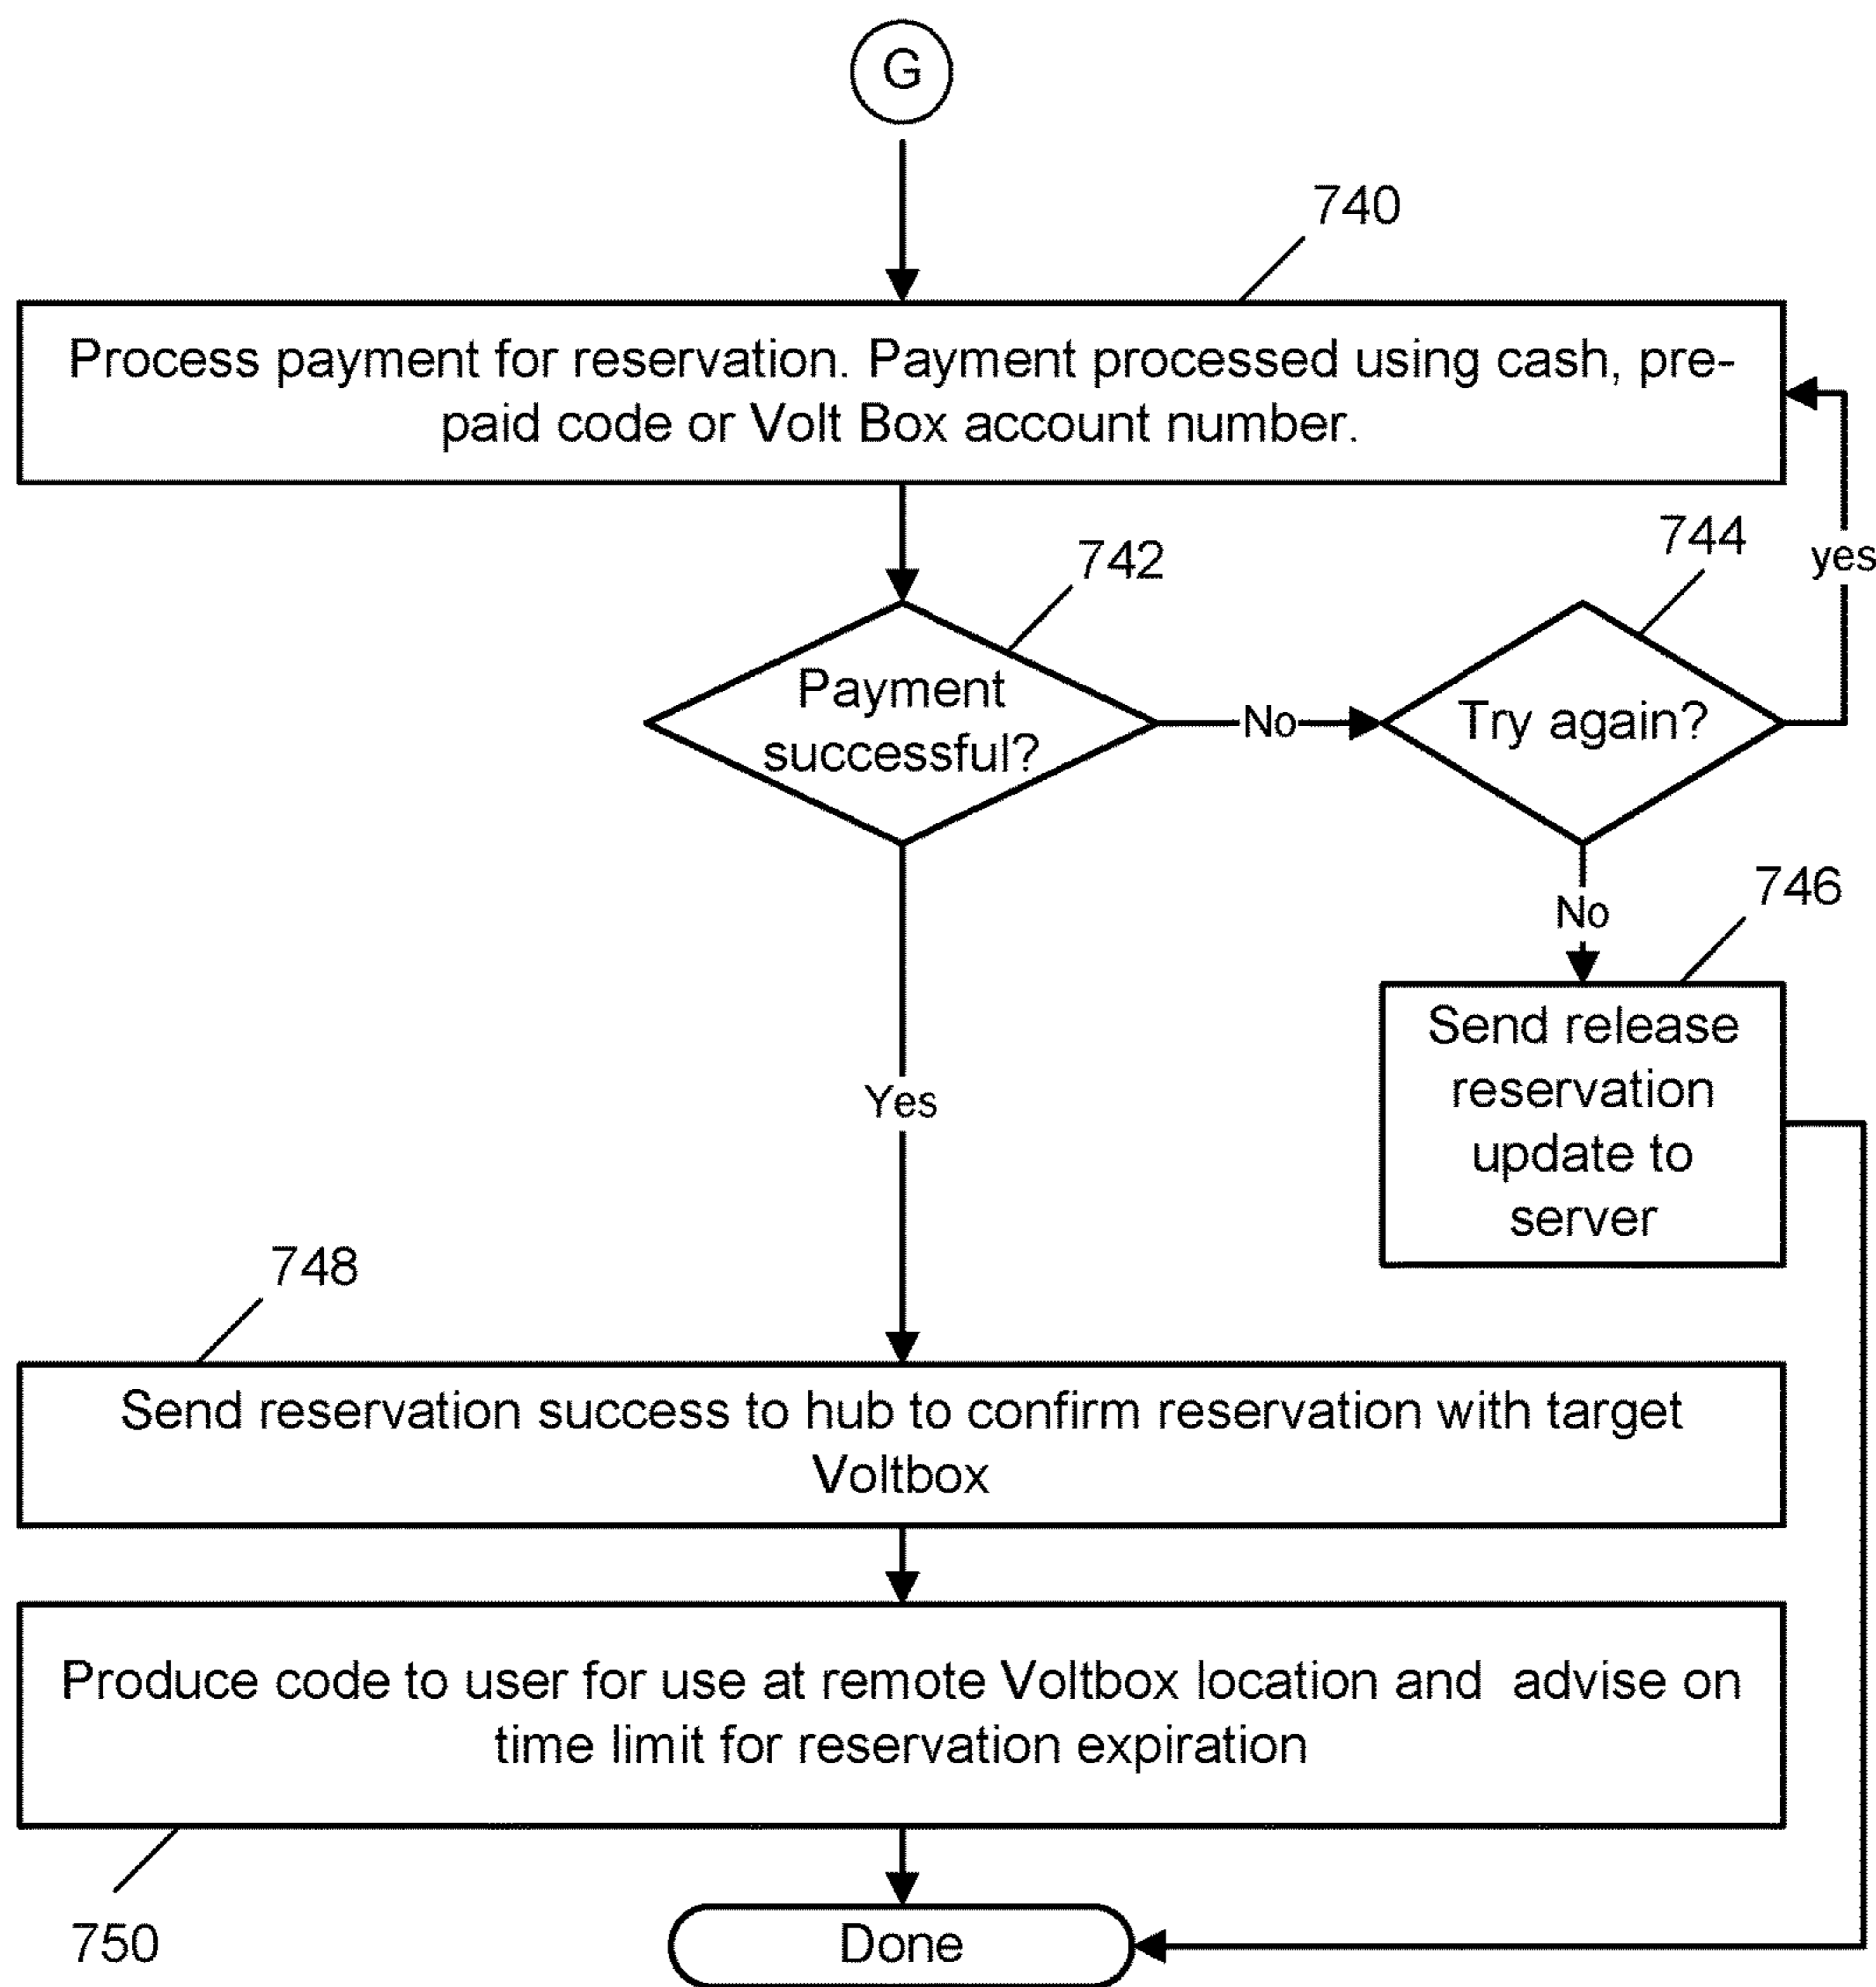 G
740
Process payment for reservation. Payment processed using cash, pre-
paid code or Volt Box account number.
742
744
yes
Payment
successful?
No
Try again?
No
746
Send release
reservation
update to
server
Yes
748
Send reservation success to hub to confirm reservation with target
Voltbox
Produce code to user for use at remote Voltbox location and advise on
time limit for reservation expiration
750
Done